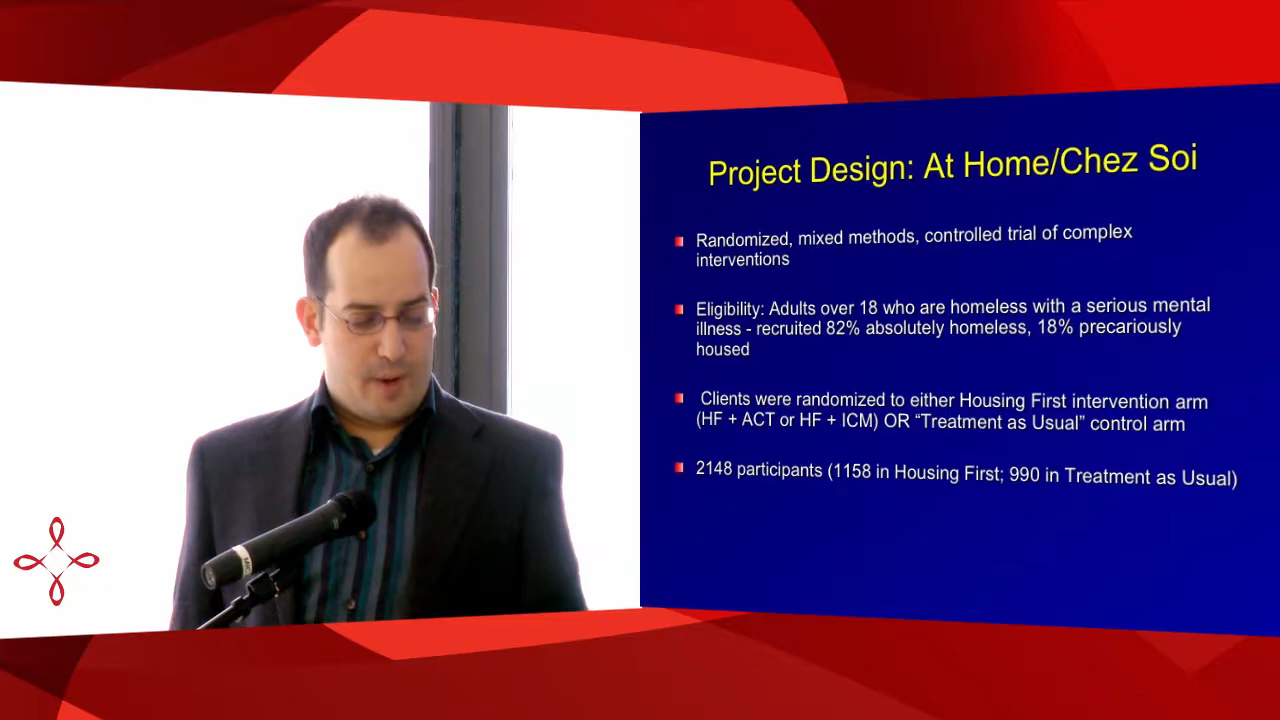 Project Design: At Home/Chez Soi
Randomized, mixed methods, controlled trial of complex
interventions
Eligibility: Adults over 18 who are homeless with a serious mental
illness - recruited 82% absolutely homeless, 18% precariously
housed
Clients were randomized to either Housing First intervention arm
(HF + ACT or HF + ICM) OR “Treatment as Usual” control arm
2148 participants (1158 in Housing First; 990 in Treatment as Usual)